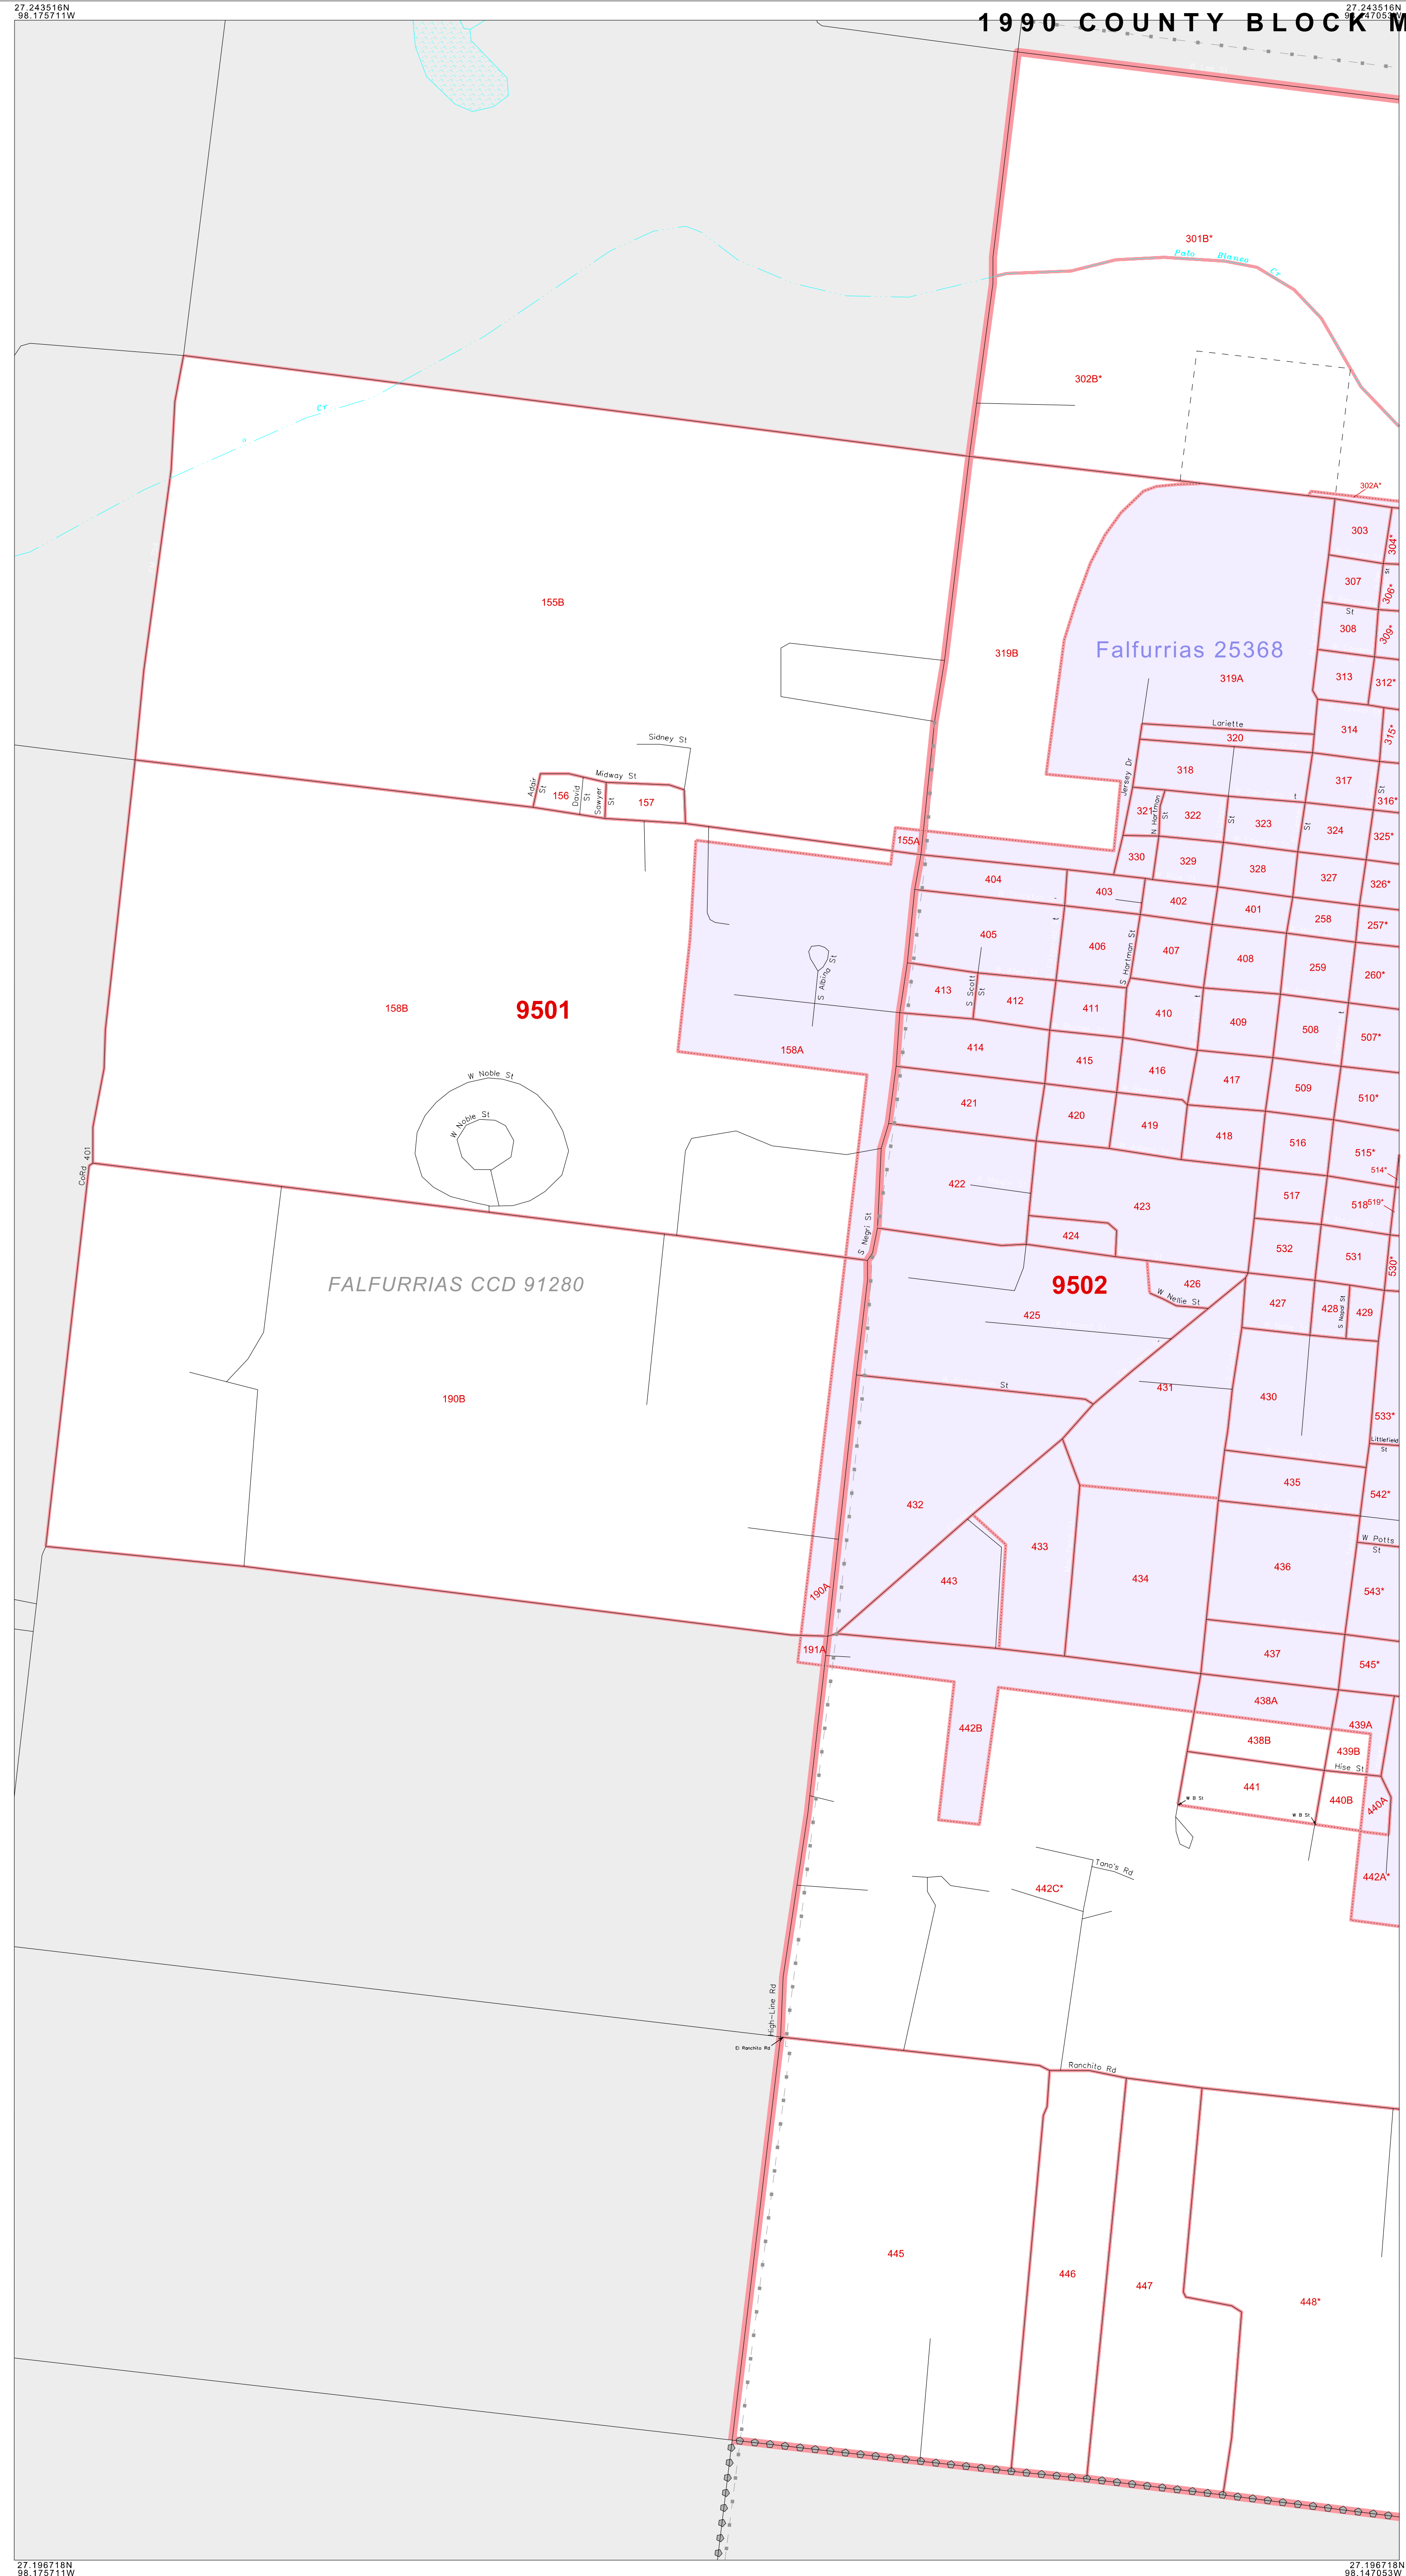 27.243516N
98.175711W
27.243516N
1990 COUNTY BLOCK M
301B*
Palo Blanco Cr
302B*
Cr
302A*
303
304*
St
307
306*
St
308
309*
155B
319B
Falfurrias 25368
319A
313
312*
Lariette
320
314
315*
Sidney St
Midway St
Adair St
156
David St
Sawyer St
157
Jersey Dr
318
317
St
316*
321
N Hartman St
322
St
323
St
324
325*
155A
330
329
328
327
326*
404
403
402
401
258
257*
405
406
S Hartman St
407
408
259
260*
S Albino St
413
S Scott St
412
411
410
409
508
507*
158B
9501
158A
414
415
416
417
509
510*
W Noble St
W Noble St
421
420
419
418
516
515*
514*
CoRd 401
422
423
517
518
519*
S Negri St
424
532
531
530*
FALFURRIAS CCD 91280
9502
426
W Nellie St
427
428
S Nopal St
429
425
190B
St
431
430
533*
Littlefield St
435
542*
432
433
434
436
W Potts St
543*
443
190A
191A
437
545*
442B
438A
439A
438B
439B
Hise St
441
440B
440A
W B St
W B St
442C*
Tano's Rd
442A*
High-Line Rd
El Ranchito Rd
Ranchito Rd
445
446
447
448*
27.196718N
98.175711W
27.196718N
98.147053W